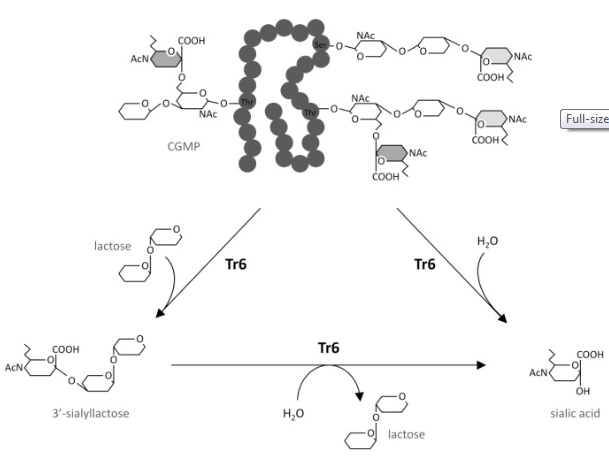 COOH
AcN
NAc
Thr
CGMP
Ser
O
NAc
O
O
O
O
O
NAc
COOH
Thr
O
NAc
O
O
O
O
O
NAc
COOH
O
O
NAc
COOH
Full-size
lactose
O
O
O
Tr6
Tr6
H₂O
AcN
COOH
O
O
O
O
O
3′-sialyllactose
Tr6
H₂O
O
O
O
lactose
AcN
O
COOH
OH
sialic acid